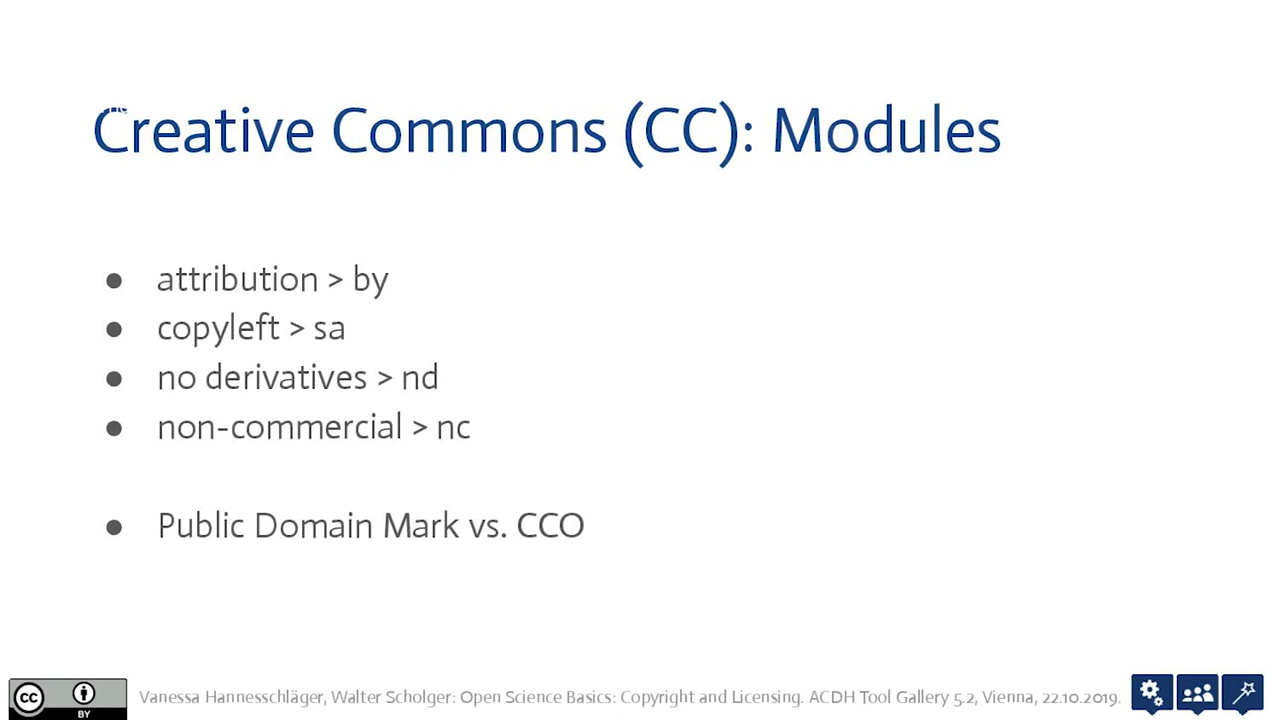 Creative Commons (CC): Modules
● attribution > by
● copyleft > sa
● no derivatives > nd
● non-commercial > nc
● Public Domain Mark vs. CCO
cc BY
Vanessa Hannesschläger, Walter Scholger: Open Science Basics: Copyright and Licensing. ACDH Tool Gallery 5.2, Vienna, 22.10.2019.